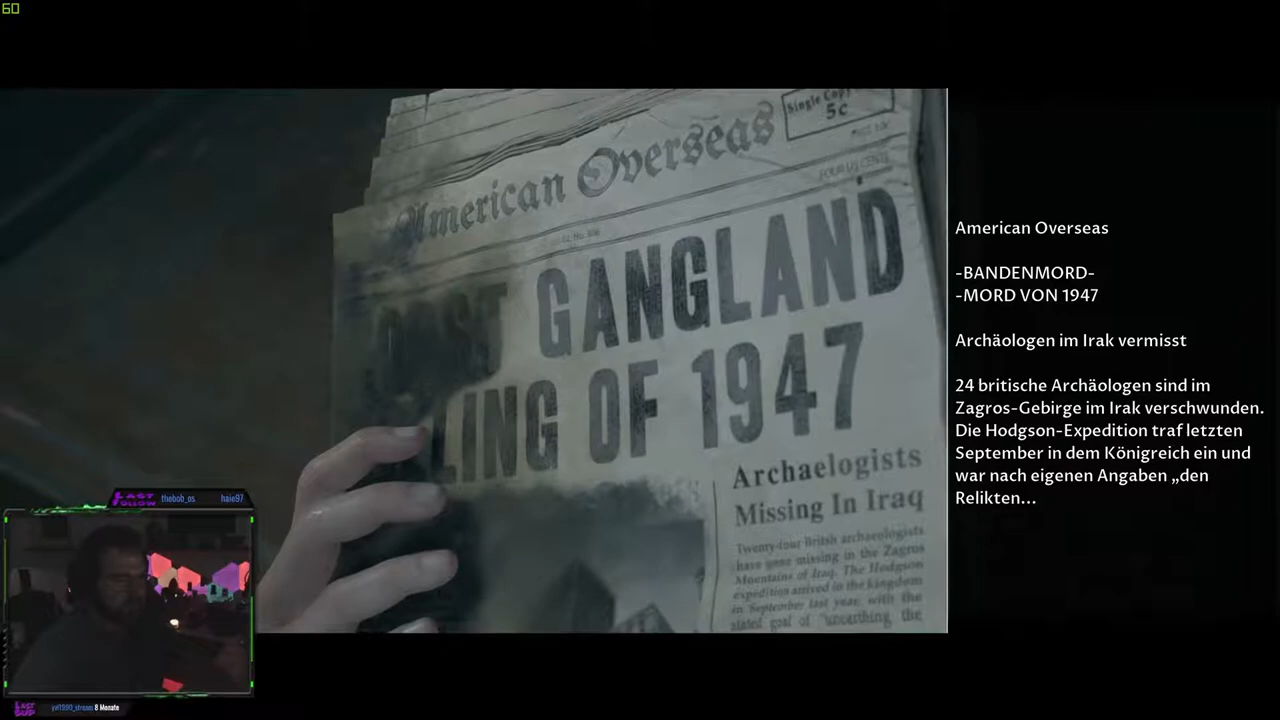 60
American Overseas
Single Copy
5c
FOUR US CENTS
GANGLAND
LING OF 1947
Archaelogists
Missing In Iraq
Twenty-four British archaeologists
have gone missing in the Zagros
Mountains of Iraq. The Hodgson
expedition arrived in the kingdom
in September last year, with the
stated goal of "unearthing the
American Overseas
-BANDENMORD-
-MORD VON 1947
Archäologen im Irak vermisst
24 britische Archäologen sind im
Zagros-Gebirge im Irak verschwunden.
Die Hodgson-Expedition traf letzten
September in dem Königreich ein und
war nach eigenen Angaben „den
Relikten...
LAST
FOLLOW
thebob_os
haie97
LAST
SUB
8 Monate